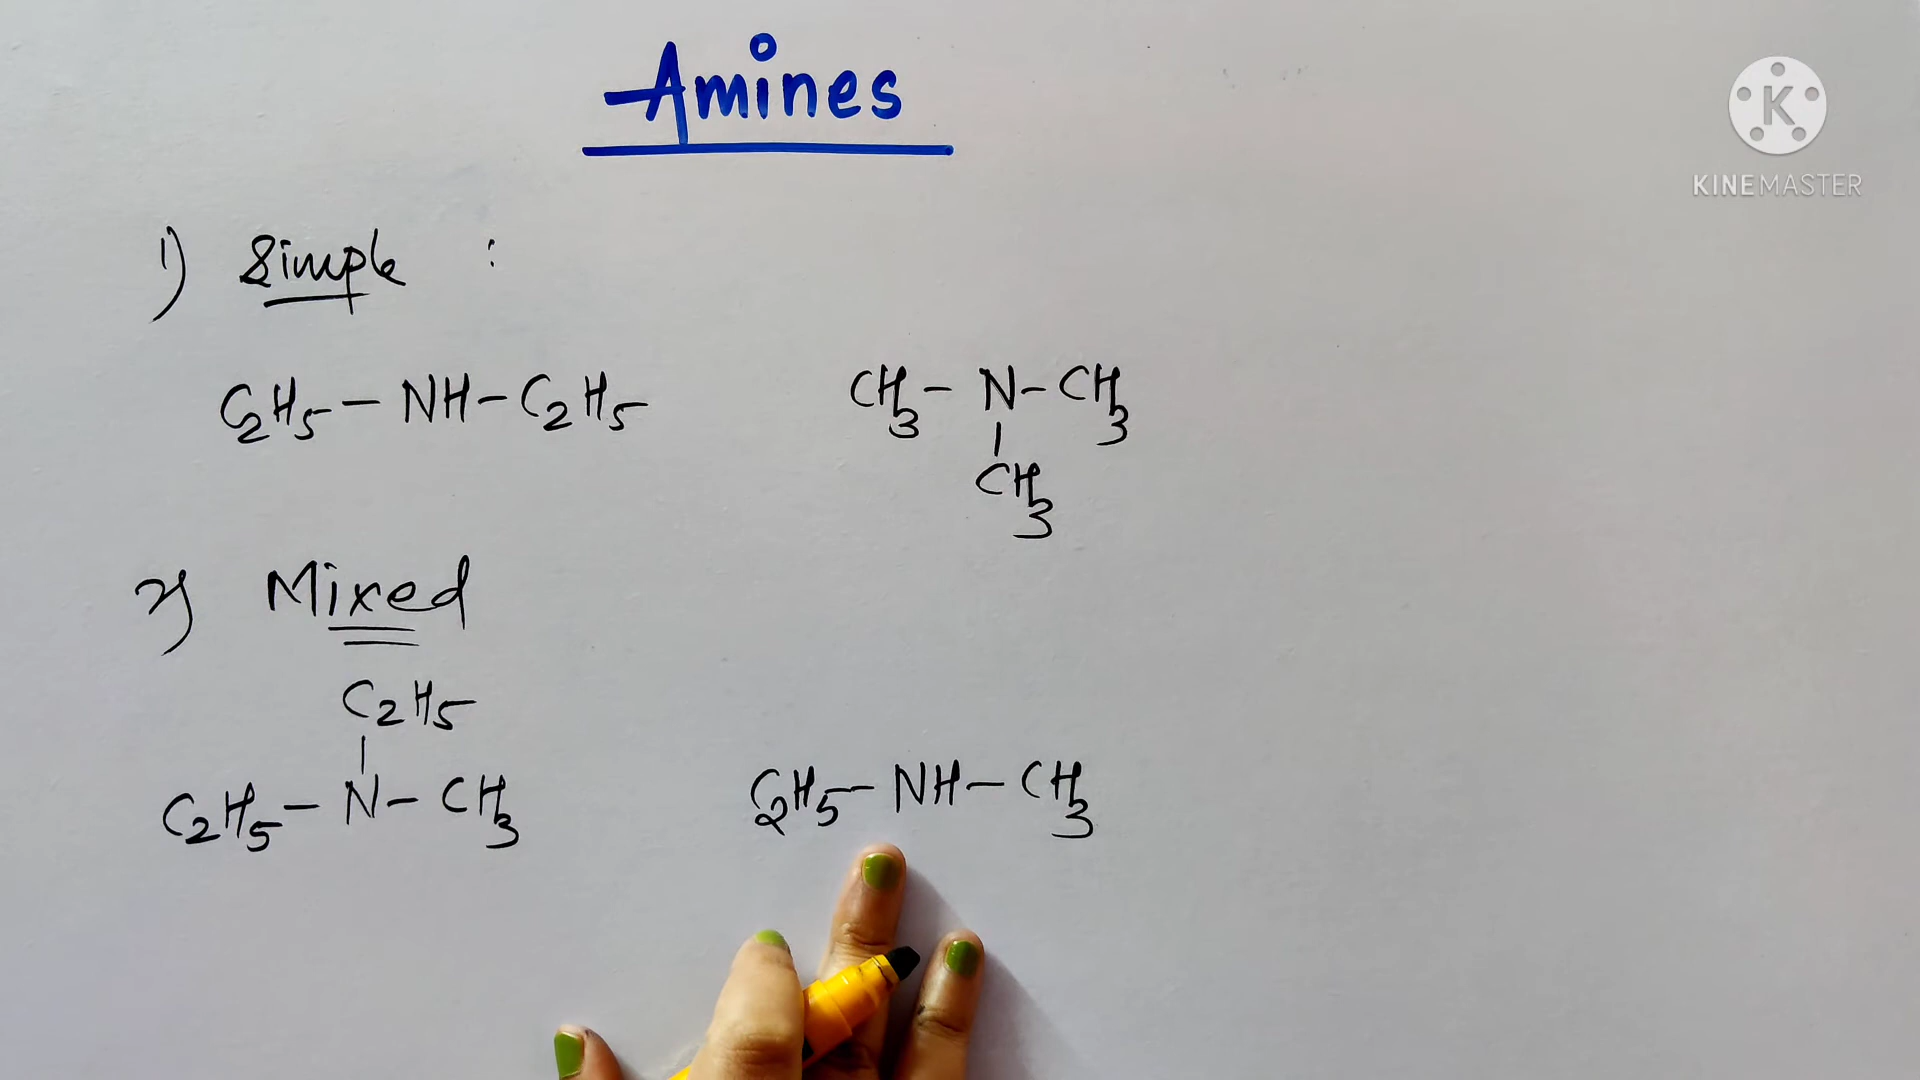 Amines
K
KINEMASTER
1) Simple :
C2H5 - NH - C2H5
CH3 - N - CH3
|
CH3
2) Mixed
C2H5
|
C2H5 - N - CH3
C2H5 - NH - CH3